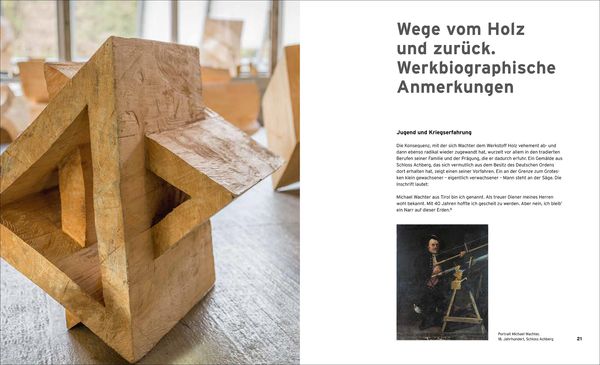 Wege vom Holz
und zurück.
Werkbiographische
Anmerkungen
Jugend und Kriegserfahrung
Die Konsequenz, mit der sich Wachter dem Werkstoff Holz vehement ab- und
dann ebenso radikal wieder zugewandt hat, wurzelt vor allem in den tradierten
Berufen seiner Familie und der Prägung, die er dadurch erfuhr. Ein Gemälde aus
Schloss Achberg, das sich vermutlich aus dem Besitz des Deutschen Ordens
dort erhalten hat, zeigt einen seiner Vorfahren. Ein an der Grenze zum Grotes-
ken klein gewachsener – eigentlich verwachsener – Mann steht an der Säge. Die
Inschrift lautet:
Michael Wachter aus Tirol bin ich genannt. Als treuer Diener meines Herren
wohl bekannt. Mit 40 Jahren hoffte ich gescheit zu werden. Aber nein, ich bleib'
ein Narr auf dieser Erden.
Portrait Michael Wachter,
18. Jahrhundert, Schloss Achberg
21